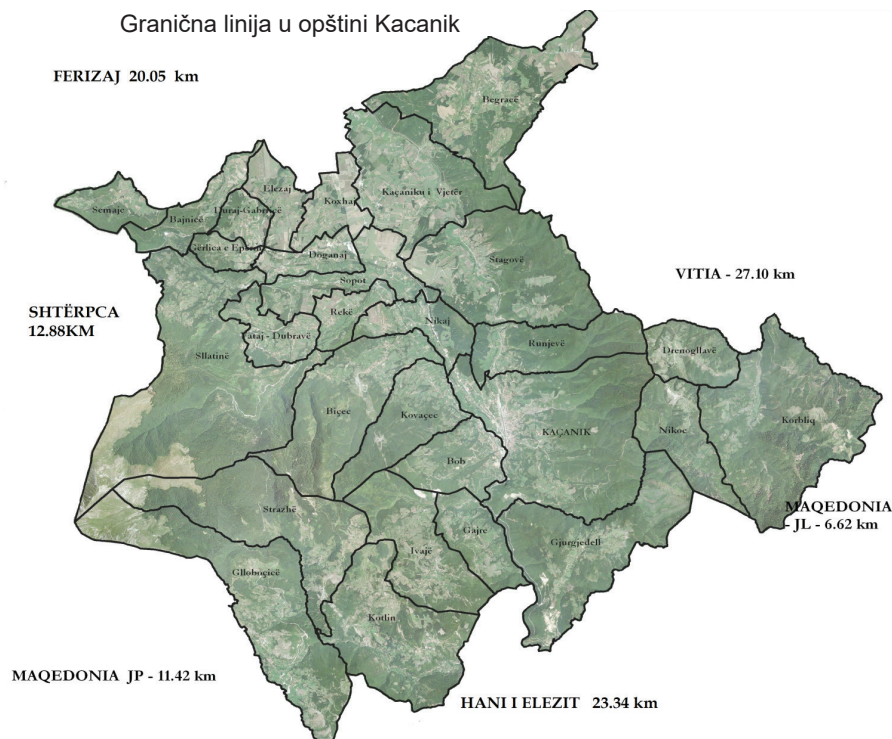 Granična linija u opštini Kacanik
FERIZAJ 20.05 km
Begracë
Elezaj
Koxhaj
Kaçaniku i Vjetër
Semajë
Bajnicë
Duraj-Gabricë
Gërlica e Epërme
Doganaj
Stagovë
Sopot
VITIA - 27.10 km
SHTËRPCA
12.88KM
Rekë
Nikaj
Runjevë
Drenogllavë
Vataj - Dubravë
Sllatinë
Biçec
Kovaçec
KAÇANIK
Nikoc
Korbliq
Bob
MAQEDONIA
- JL - 6.62 km
Strazhë
Gajre
Ivajë
Gjurgjedell
Glloboçicë
Kotlin
MAQEDONIA JP - 11.42 km
HANI I ELEZIT 23.34 km